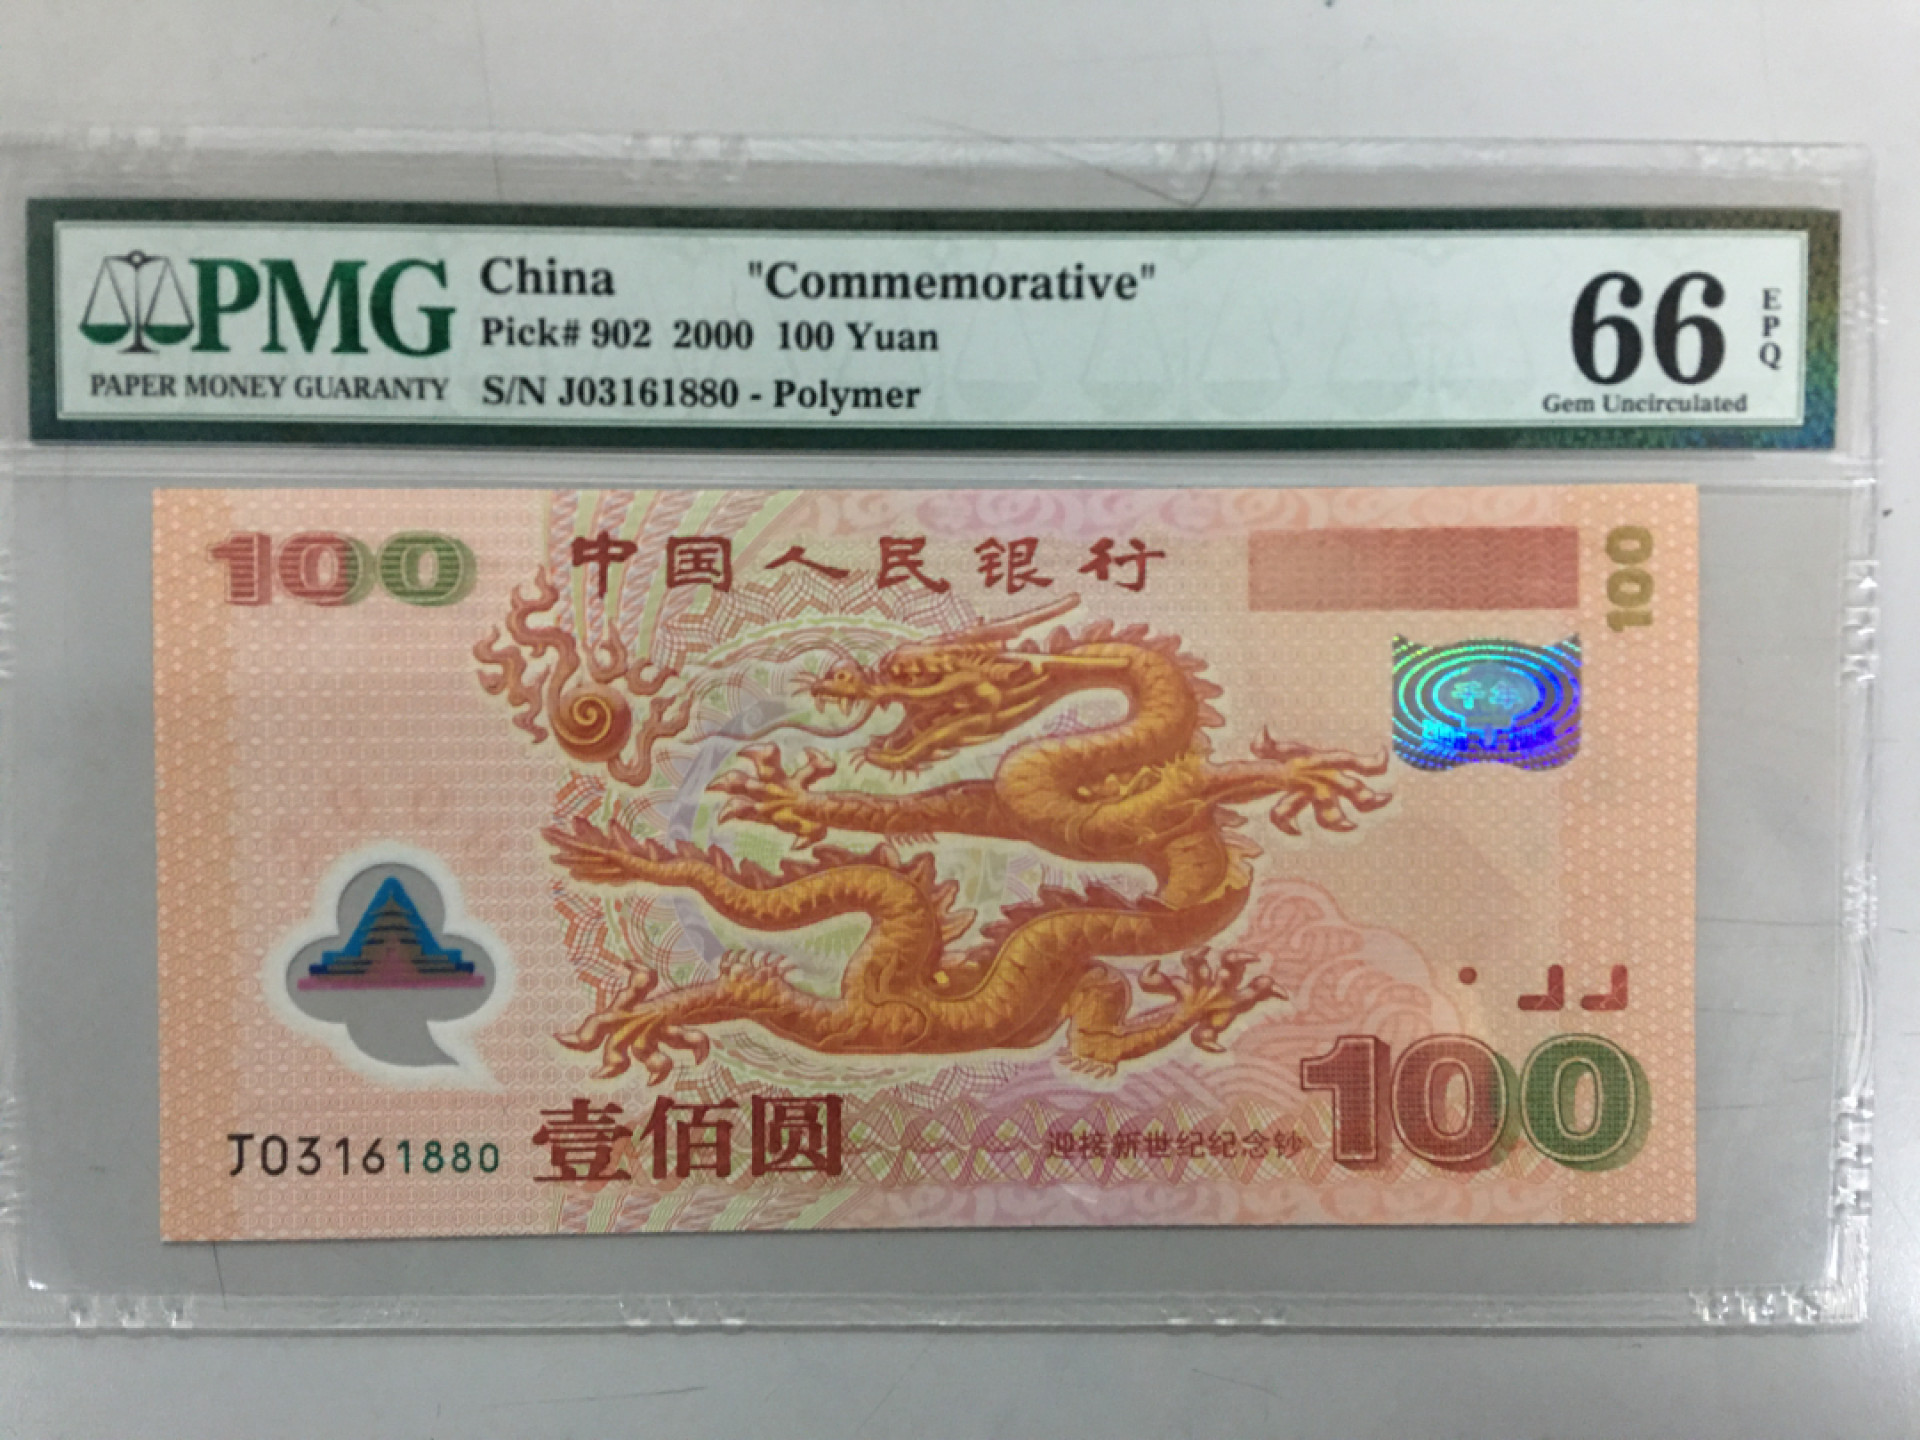 PMG
PAPER MONEY GUARANTY
China "Commemorative"
Pick# 902 2000 100 Yuan
S/N J03161880 - Polymer
66
EPQ
Gem Uncirculated
100
中国人民银行
100
J03161880
壹佰圆
迎接新世纪纪念钞
100